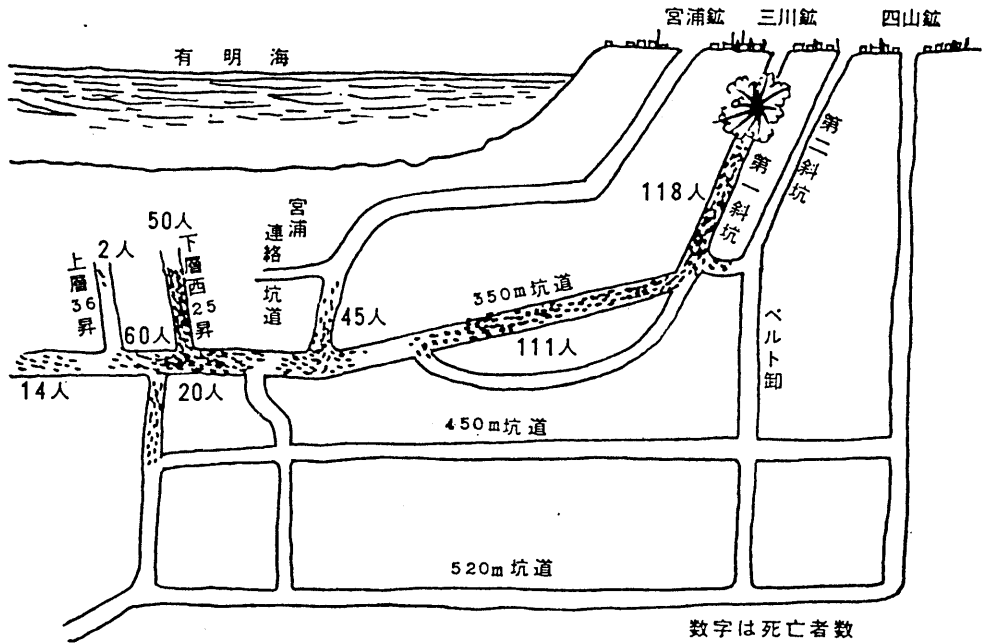 宮浦鉱
三川鉱
四山鉱
有明海
第一斜坑
第二斜坑
118人
宮浦
連絡坑道
50人
2人
上層36昇
下層西25昇
350m坑道
45人
60人
111人
ベルト卸
14人
20人
450m坑道
520m坑道
数字は死亡者数